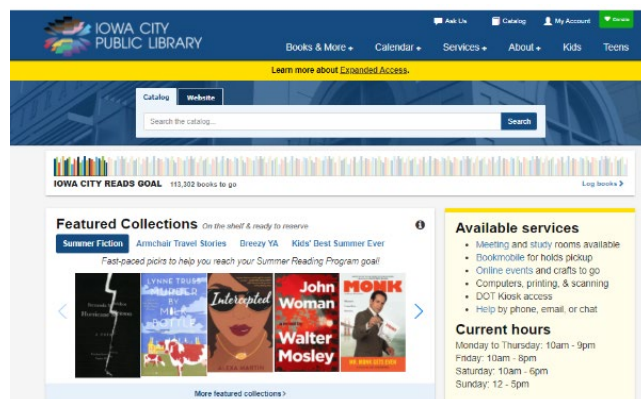 IOWA CITY
PUBLIC LIBRARY
Ask Us Catalog My Account Donate
Books & More + Calendar + Services + About + Kids Teens
Learn more about Expanded Access.
Catalog Website
Search the catalog...
Search
IOWA CITY READS GOAL 113,302 books to go
Log books
Featured Collections On the shelf & ready to reserve
Summer Fiction Armchair Travel Stories Breezy YA Kids' Best Summer Ever
Fast-paced picks to help you reach your Summer Reading Program goal!
LYNNE TRUSS
MURDER
BY
MILK
BOTTLE
Intercepted
ALEXA MARTIN
John
Woman
Walter
Mosley
MONK
More featured collections
Available services
• Meeting and study rooms available
• Bookmobile for holds pickup
• Online events and crafts to go
• Computers, printing, & scanning
• DOT Kiosk access
• Help by phone, email, or chat
Current hours
Monday to Thursday: 10am - 9pm
Friday: 10am - 8pm
Saturday: 10am - 6pm
Sunday: 12 - 5pm